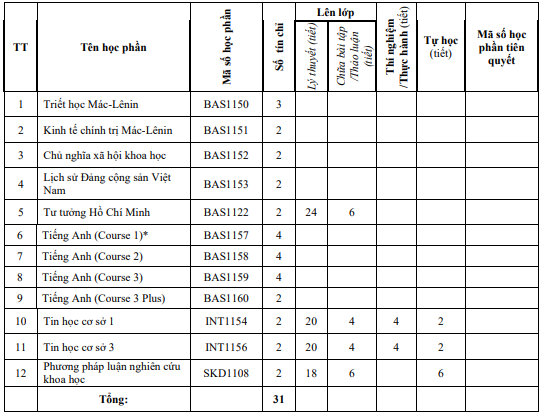 TT Tên học phần Mã số học phần Số tín chỉ Lên lớp Thí nghiệm /Thực hành (tiết) Tự học (tiết) Mã số học phần tiên quyết
Lý thuyết (tiết) Chữa bài tập /Thảo luận (tiết)
1 Triết học Mác-Lênin BAS1150 3
2 Kinh tế chính trị Mác-Lênin BAS1151 2
3 Chủ nghĩa xã hội khoa học BAS1152 2
4 Lịch sử Đảng cộng sản Việt Nam BAS1153 2
5 Tư tưởng Hồ Chí Minh BAS1122 2 24 6
6 Tiếng Anh (Course 1)* BAS1157 4
7 Tiếng Anh (Course 2) BAS1158 4
8 Tiếng Anh (Course 3) BAS1159 4
9 Tiếng Anh (Course 3 Plus) BAS1160 2
10 Tin học cơ sở 1 INT1154 2 20 4 4 2
11 Tin học cơ sở 3 INT1156 2 20 4 4 2
12 Phương pháp luận nghiên cứu khoa học SKD1108 2 18 6 6
Tổng: 31